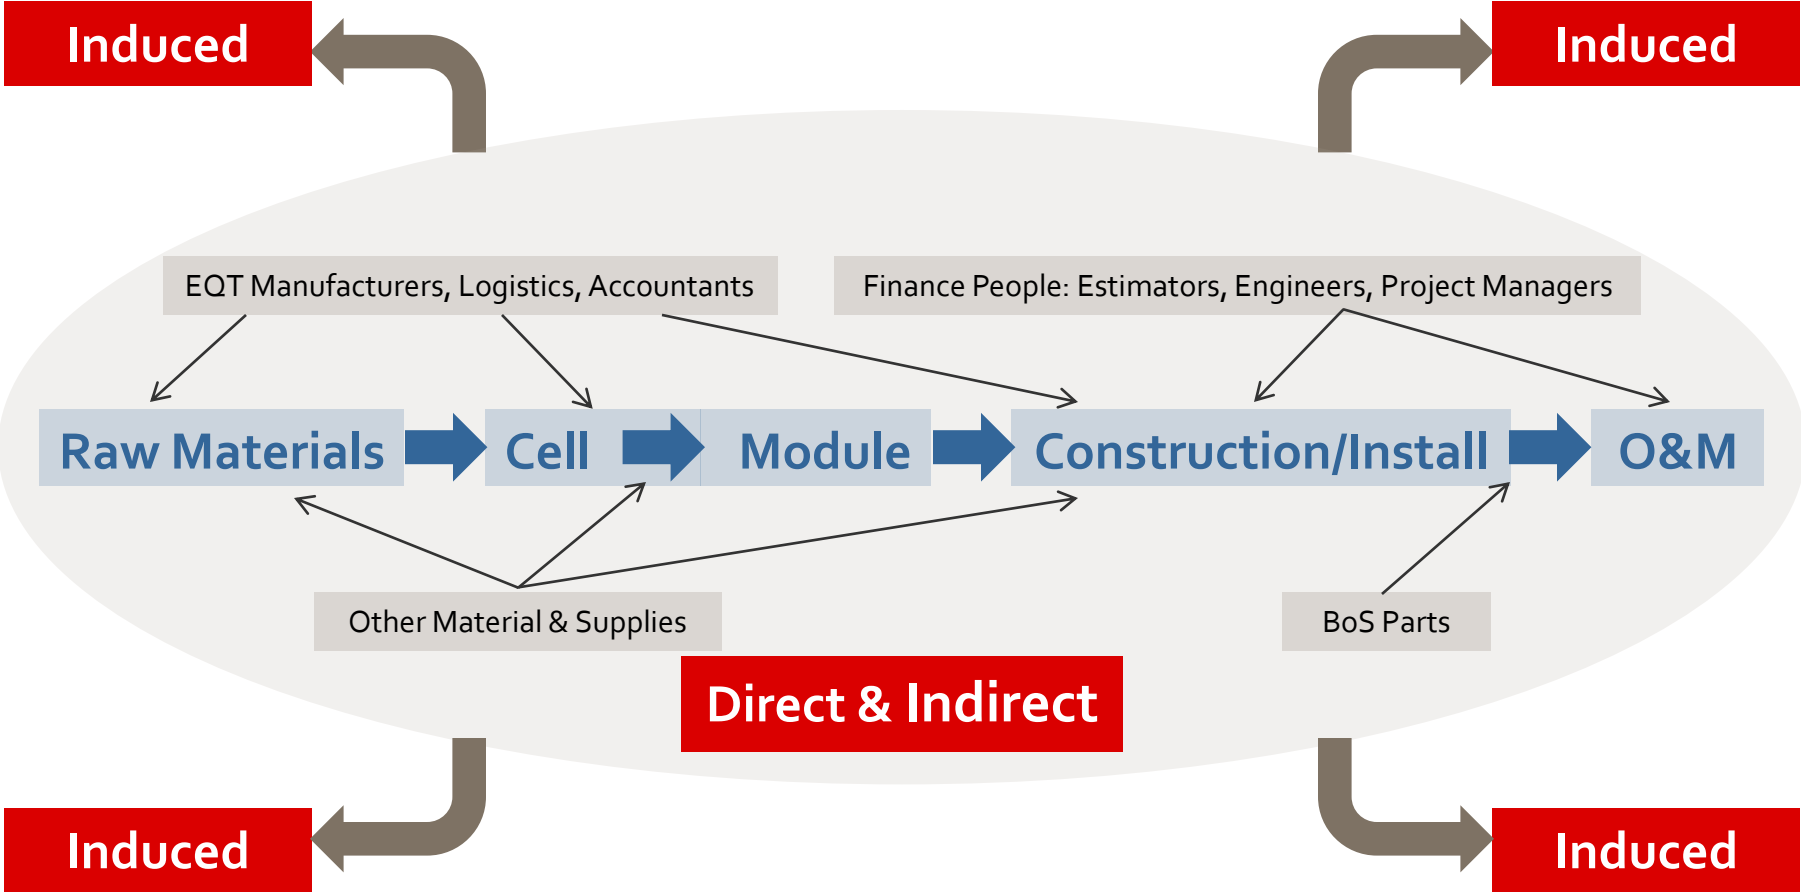 Induced
Induced
EQT Manufacturers, Logistics, Accountants
Finance People: Estimators, Engineers, Project Managers
Raw Materials
Cell
Module
Construction/Install
O&M
Other Material & Supplies
BoS Parts
Direct & Indirect
Induced
Induced